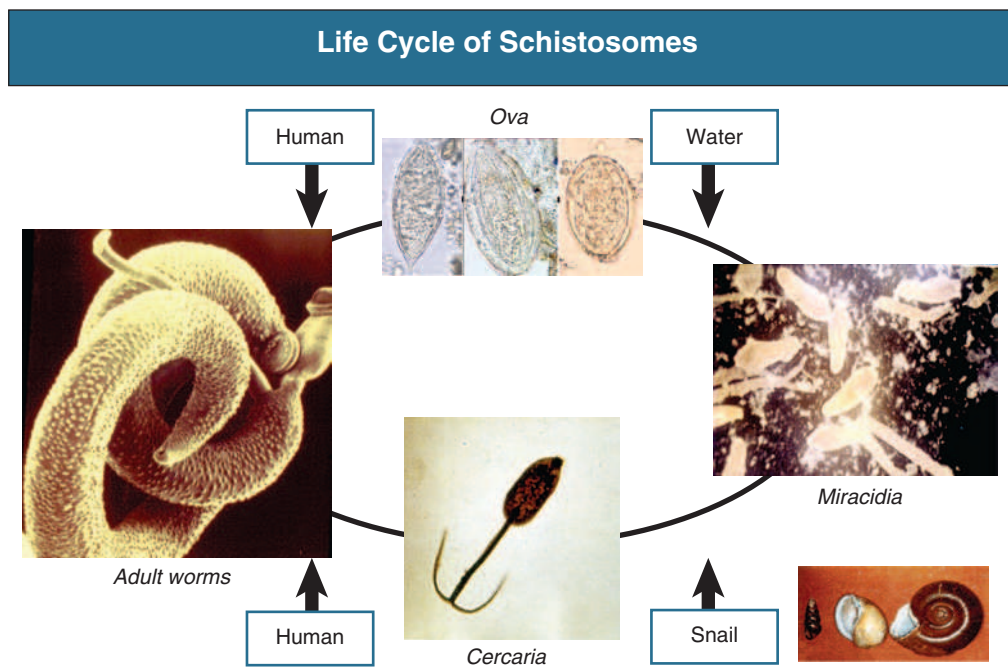 Life Cycle of Schistosomes
Human
Ova
Water
Adult worms
Miracidia
Human
Cercaria
Snail